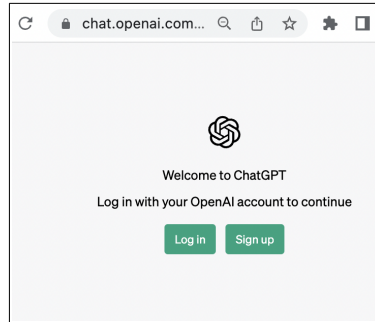 chat.openai.com...
Welcome to ChatGPT
Log in with your OpenAI account to continue
Log in Sign up